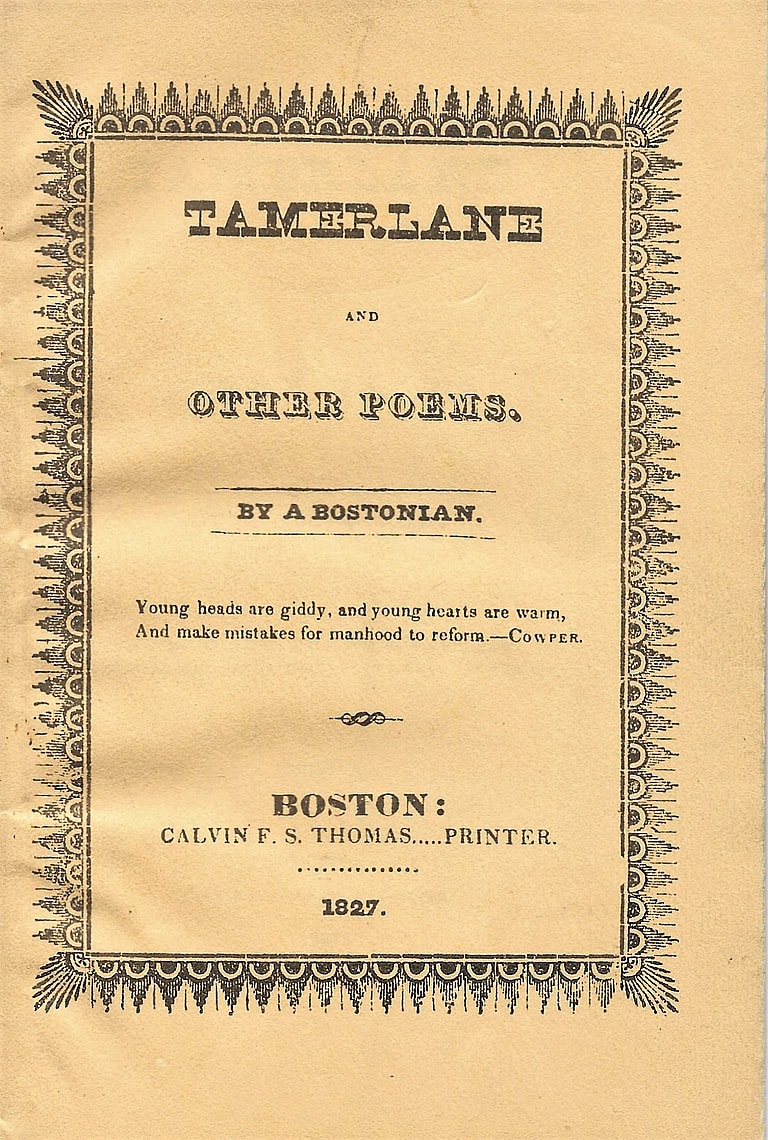 TAMERLANE
AND
OTHER POEMS.
BY A BOSTONIAN.
Young heads are giddy, and young hearts are warm,
And make mistakes for manhood to reform.—COWPER.
BOSTON:
CALVIN F. S. THOMAS.....PRINTER.
1827.